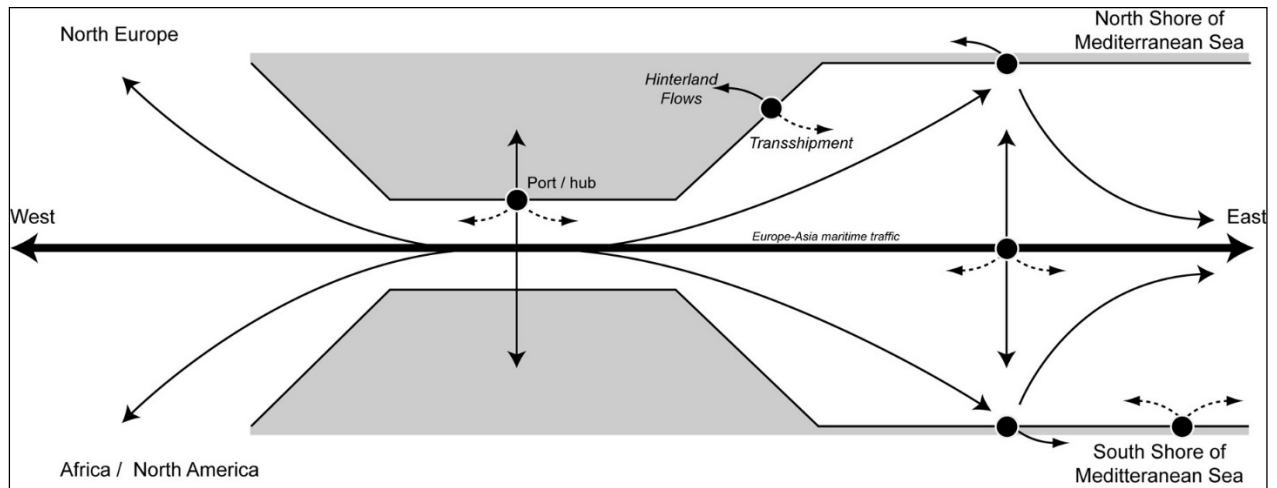 North Europe
North Shore of
Mediterranean Sea
Hinterland
Flows
Transshipment
Port / hub
West
East
Europe-Asia maritime traffic
Africa / North America
South Shore of
Meditteranean Sea